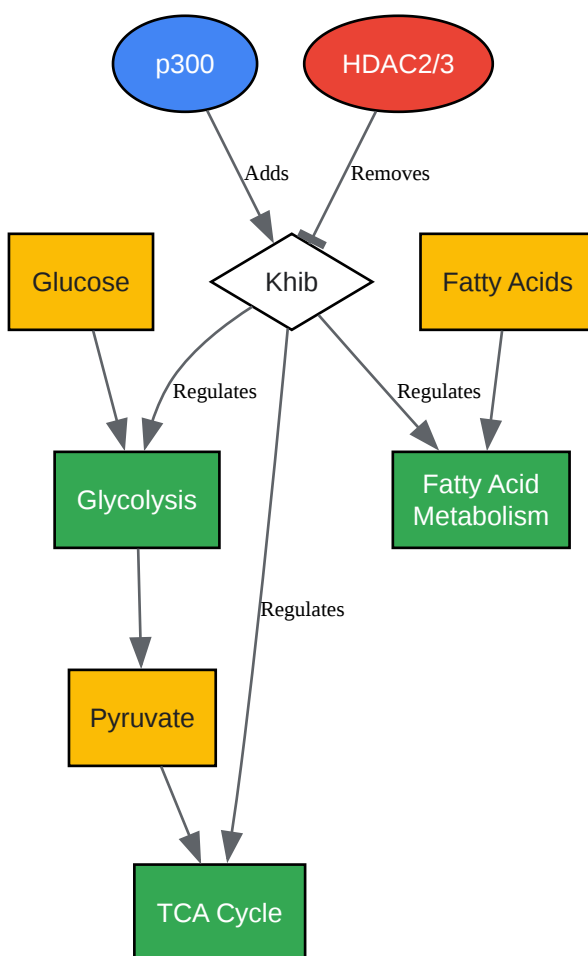 p300
HDAC2/3
Adds
Removes
Glucose
Khib
Fatty Acids
Regulates
Regulates
Glycolysis
Fatty Acid
Metabolism
Regulates
Pyruvate
TCA Cycle